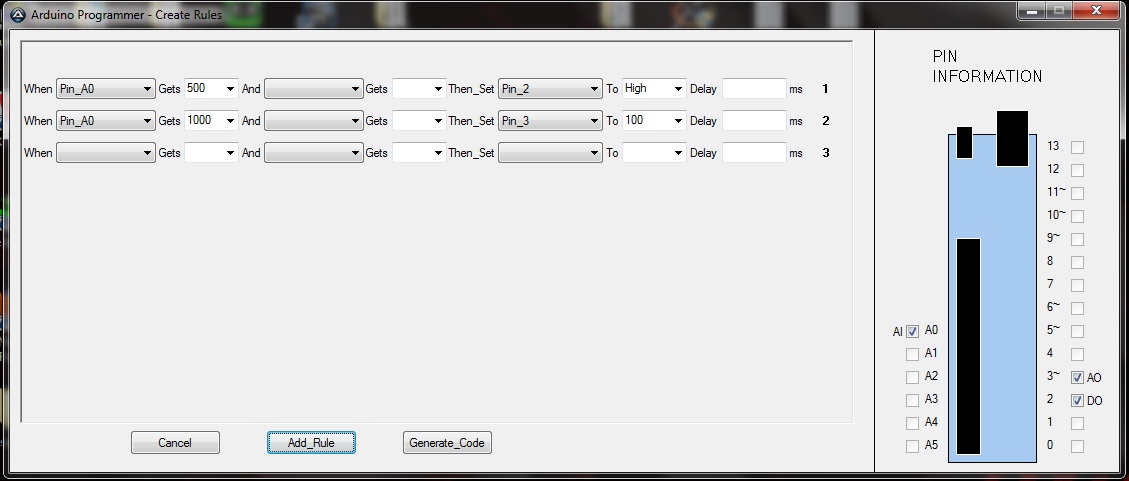 Arduino Programmer - Create Rules
When Pin_A0 Gets 500 And Gets Then_Set Pin_2 To High Delay ms 1
When Pin_A0 Gets 1000 And Gets Then_Set Pin_3 To 100 Delay ms 2
When Gets And Gets Then_Set To Delay ms 3
Cancel Add_Rule Generate_Code
PIN
INFORMATION
13
12
11~
10~
9~
8
7
6~
AI A0 5~
A1 4
A2 3~ AO
A3 2 DO
A4 1
A5 0